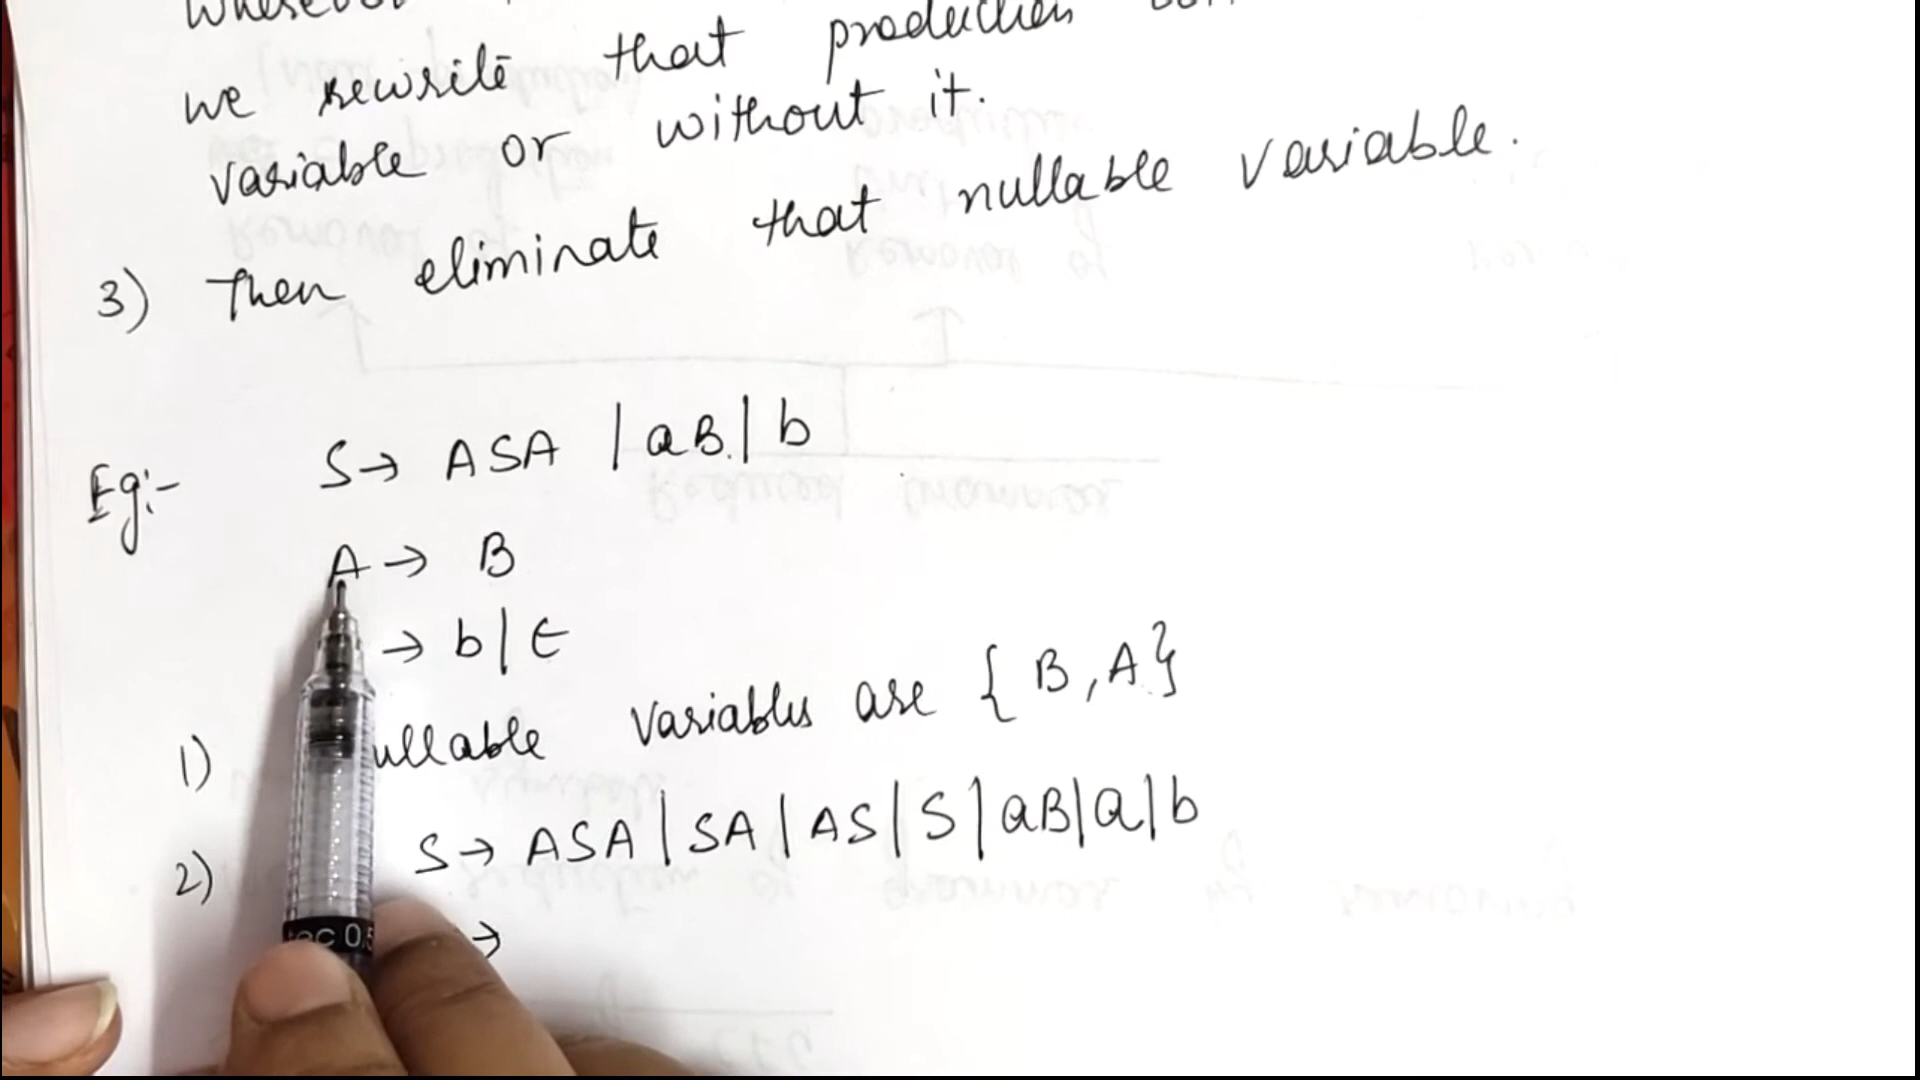 we rewrite that production
variable or without it.
3) Then eliminate that nullable variable.
Eg:- S → ASA | aB | b
A → B
→ b | ϵ
1) ullable variables are { B, A }
2) S → ASA | SA | AS | S | aB | a | b
→